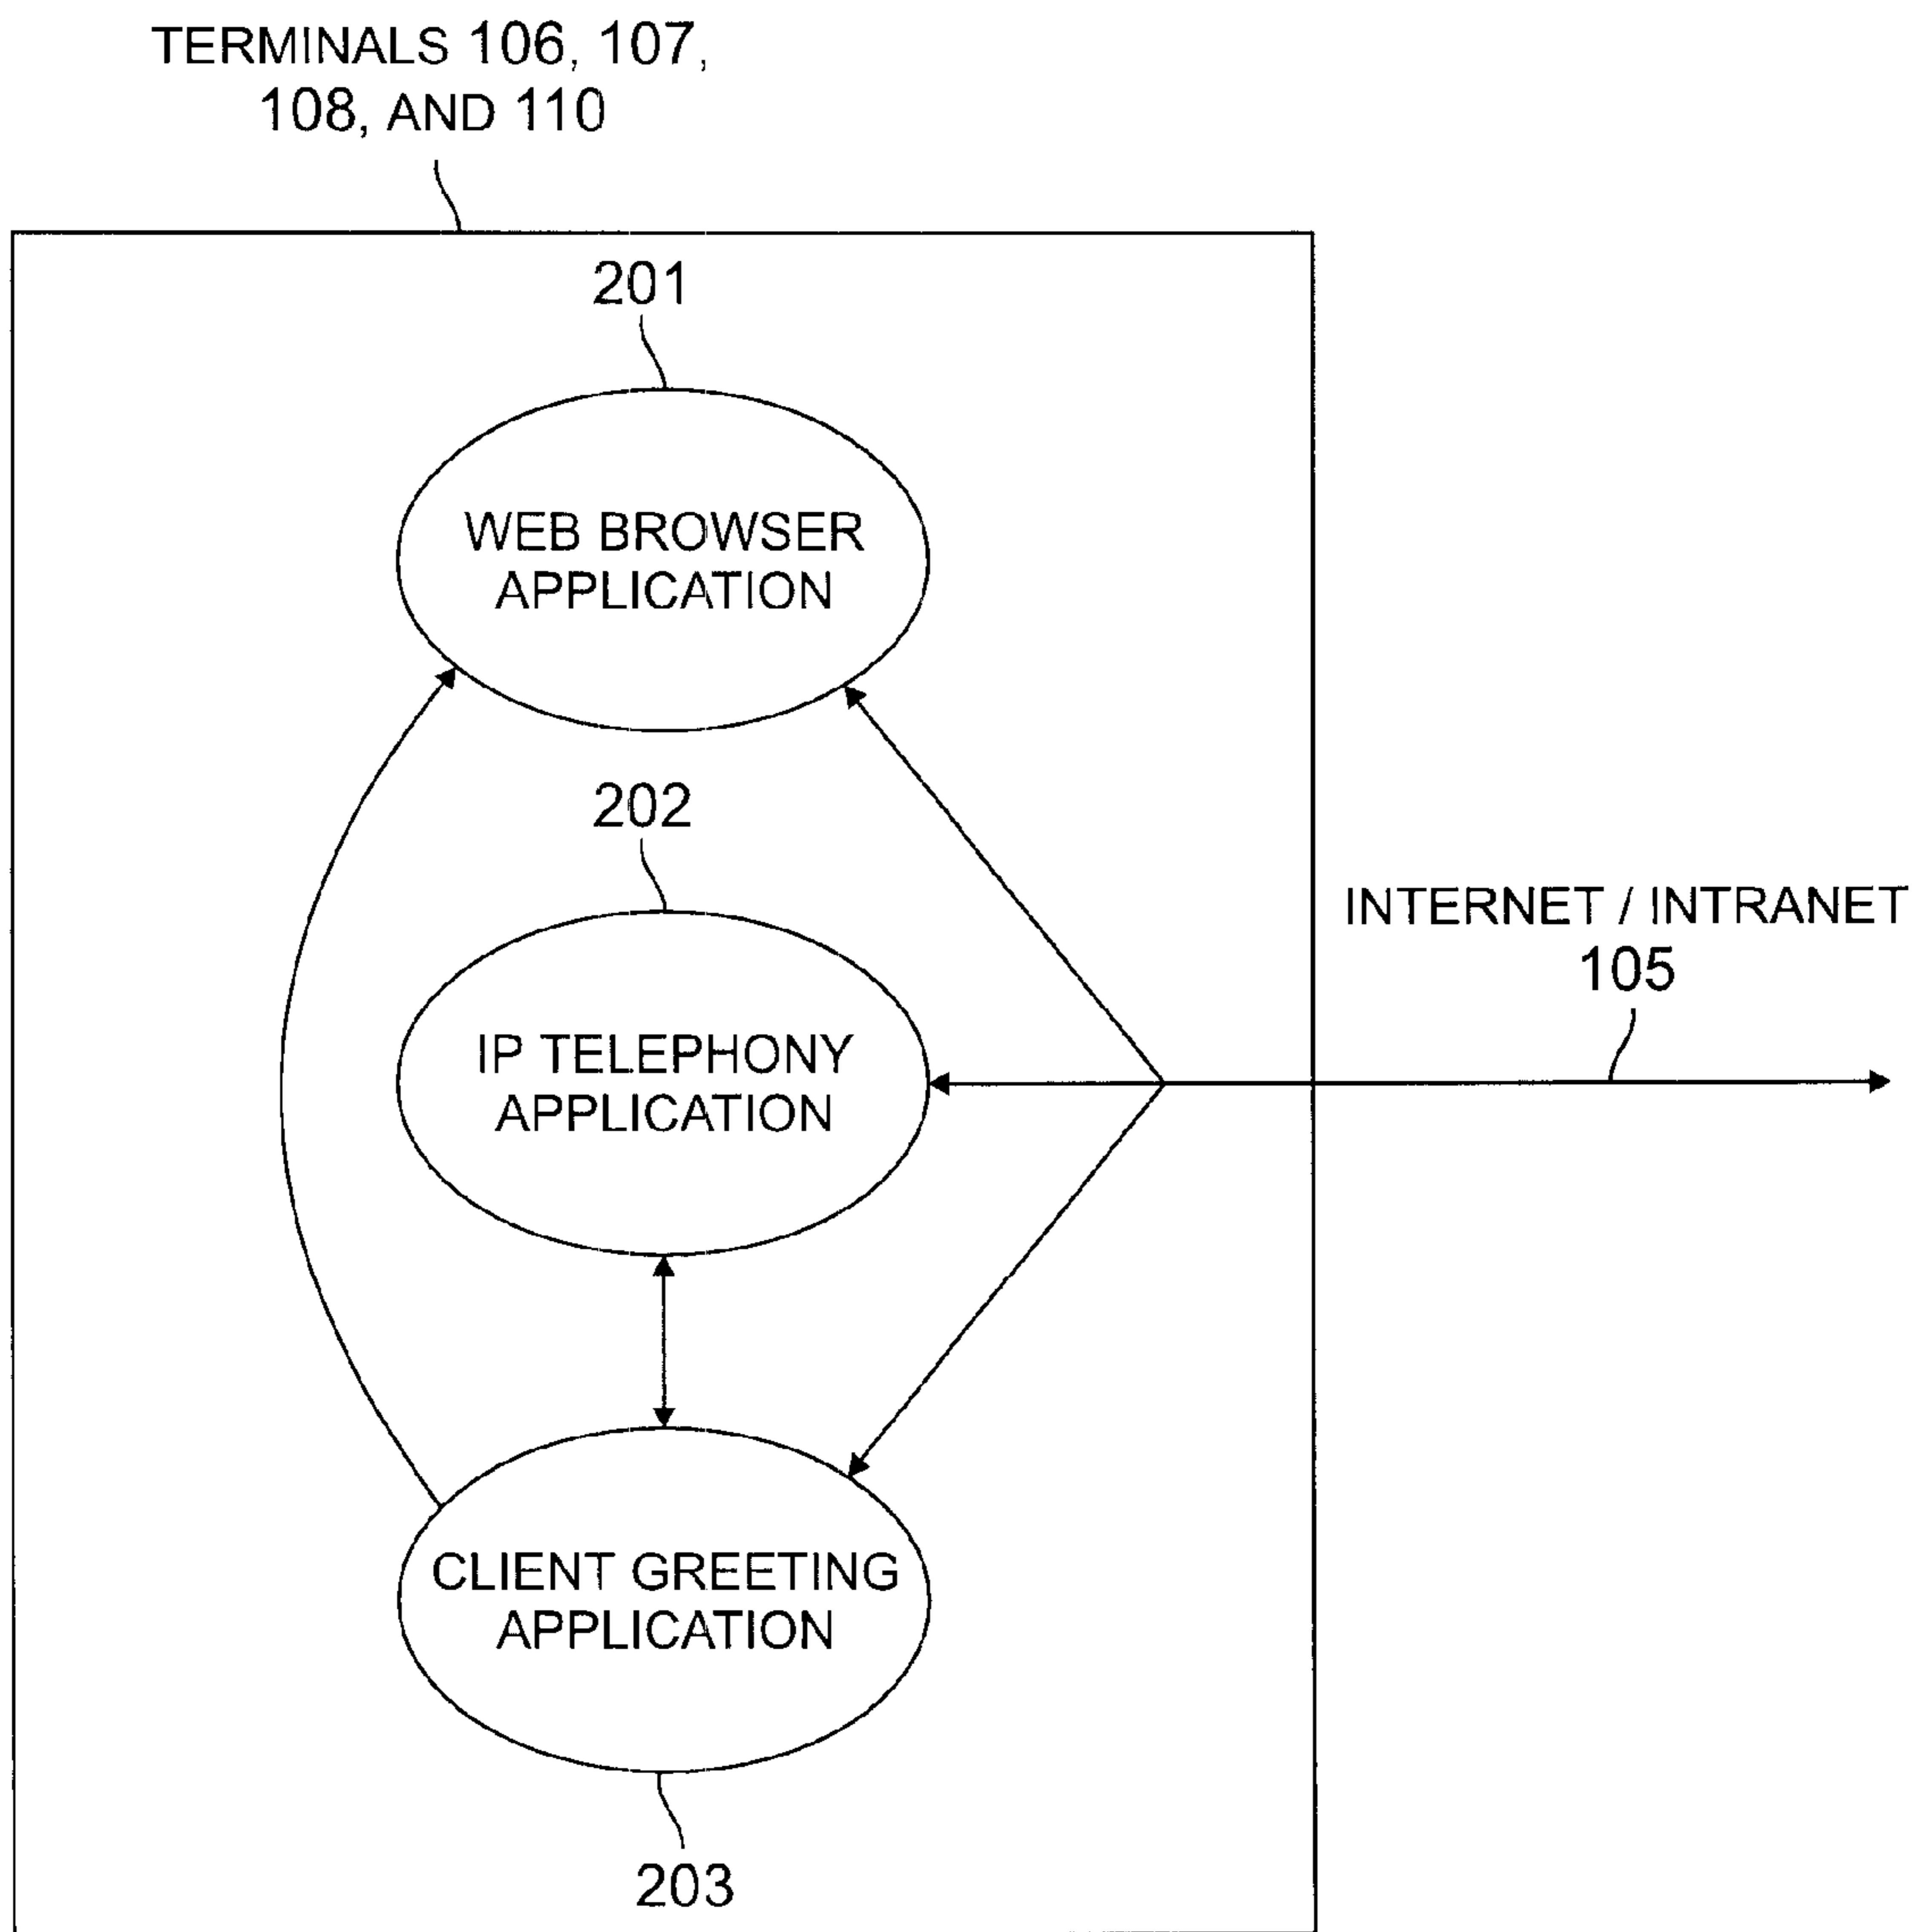 TERMINALS 106, 107,
108, AND 110
201
WEB BROWSER
APPLICATION
202
IP TELEPHONY
APPLICATION
INTERNET / INTRANET
105
CLIENT GREETING
APPLICATION
203